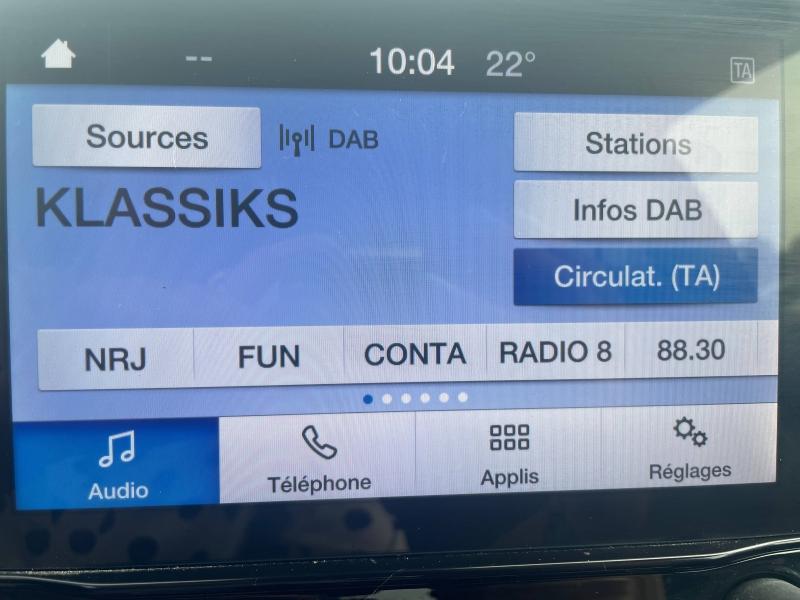 -- 10:04 22° TA
Sources DAB Stations
KLASSIKS Infos DAB
Circulat. (TA)
NRJ FUN CONTA RADIO 8 88.30
Audio Téléphone Applis Réglages